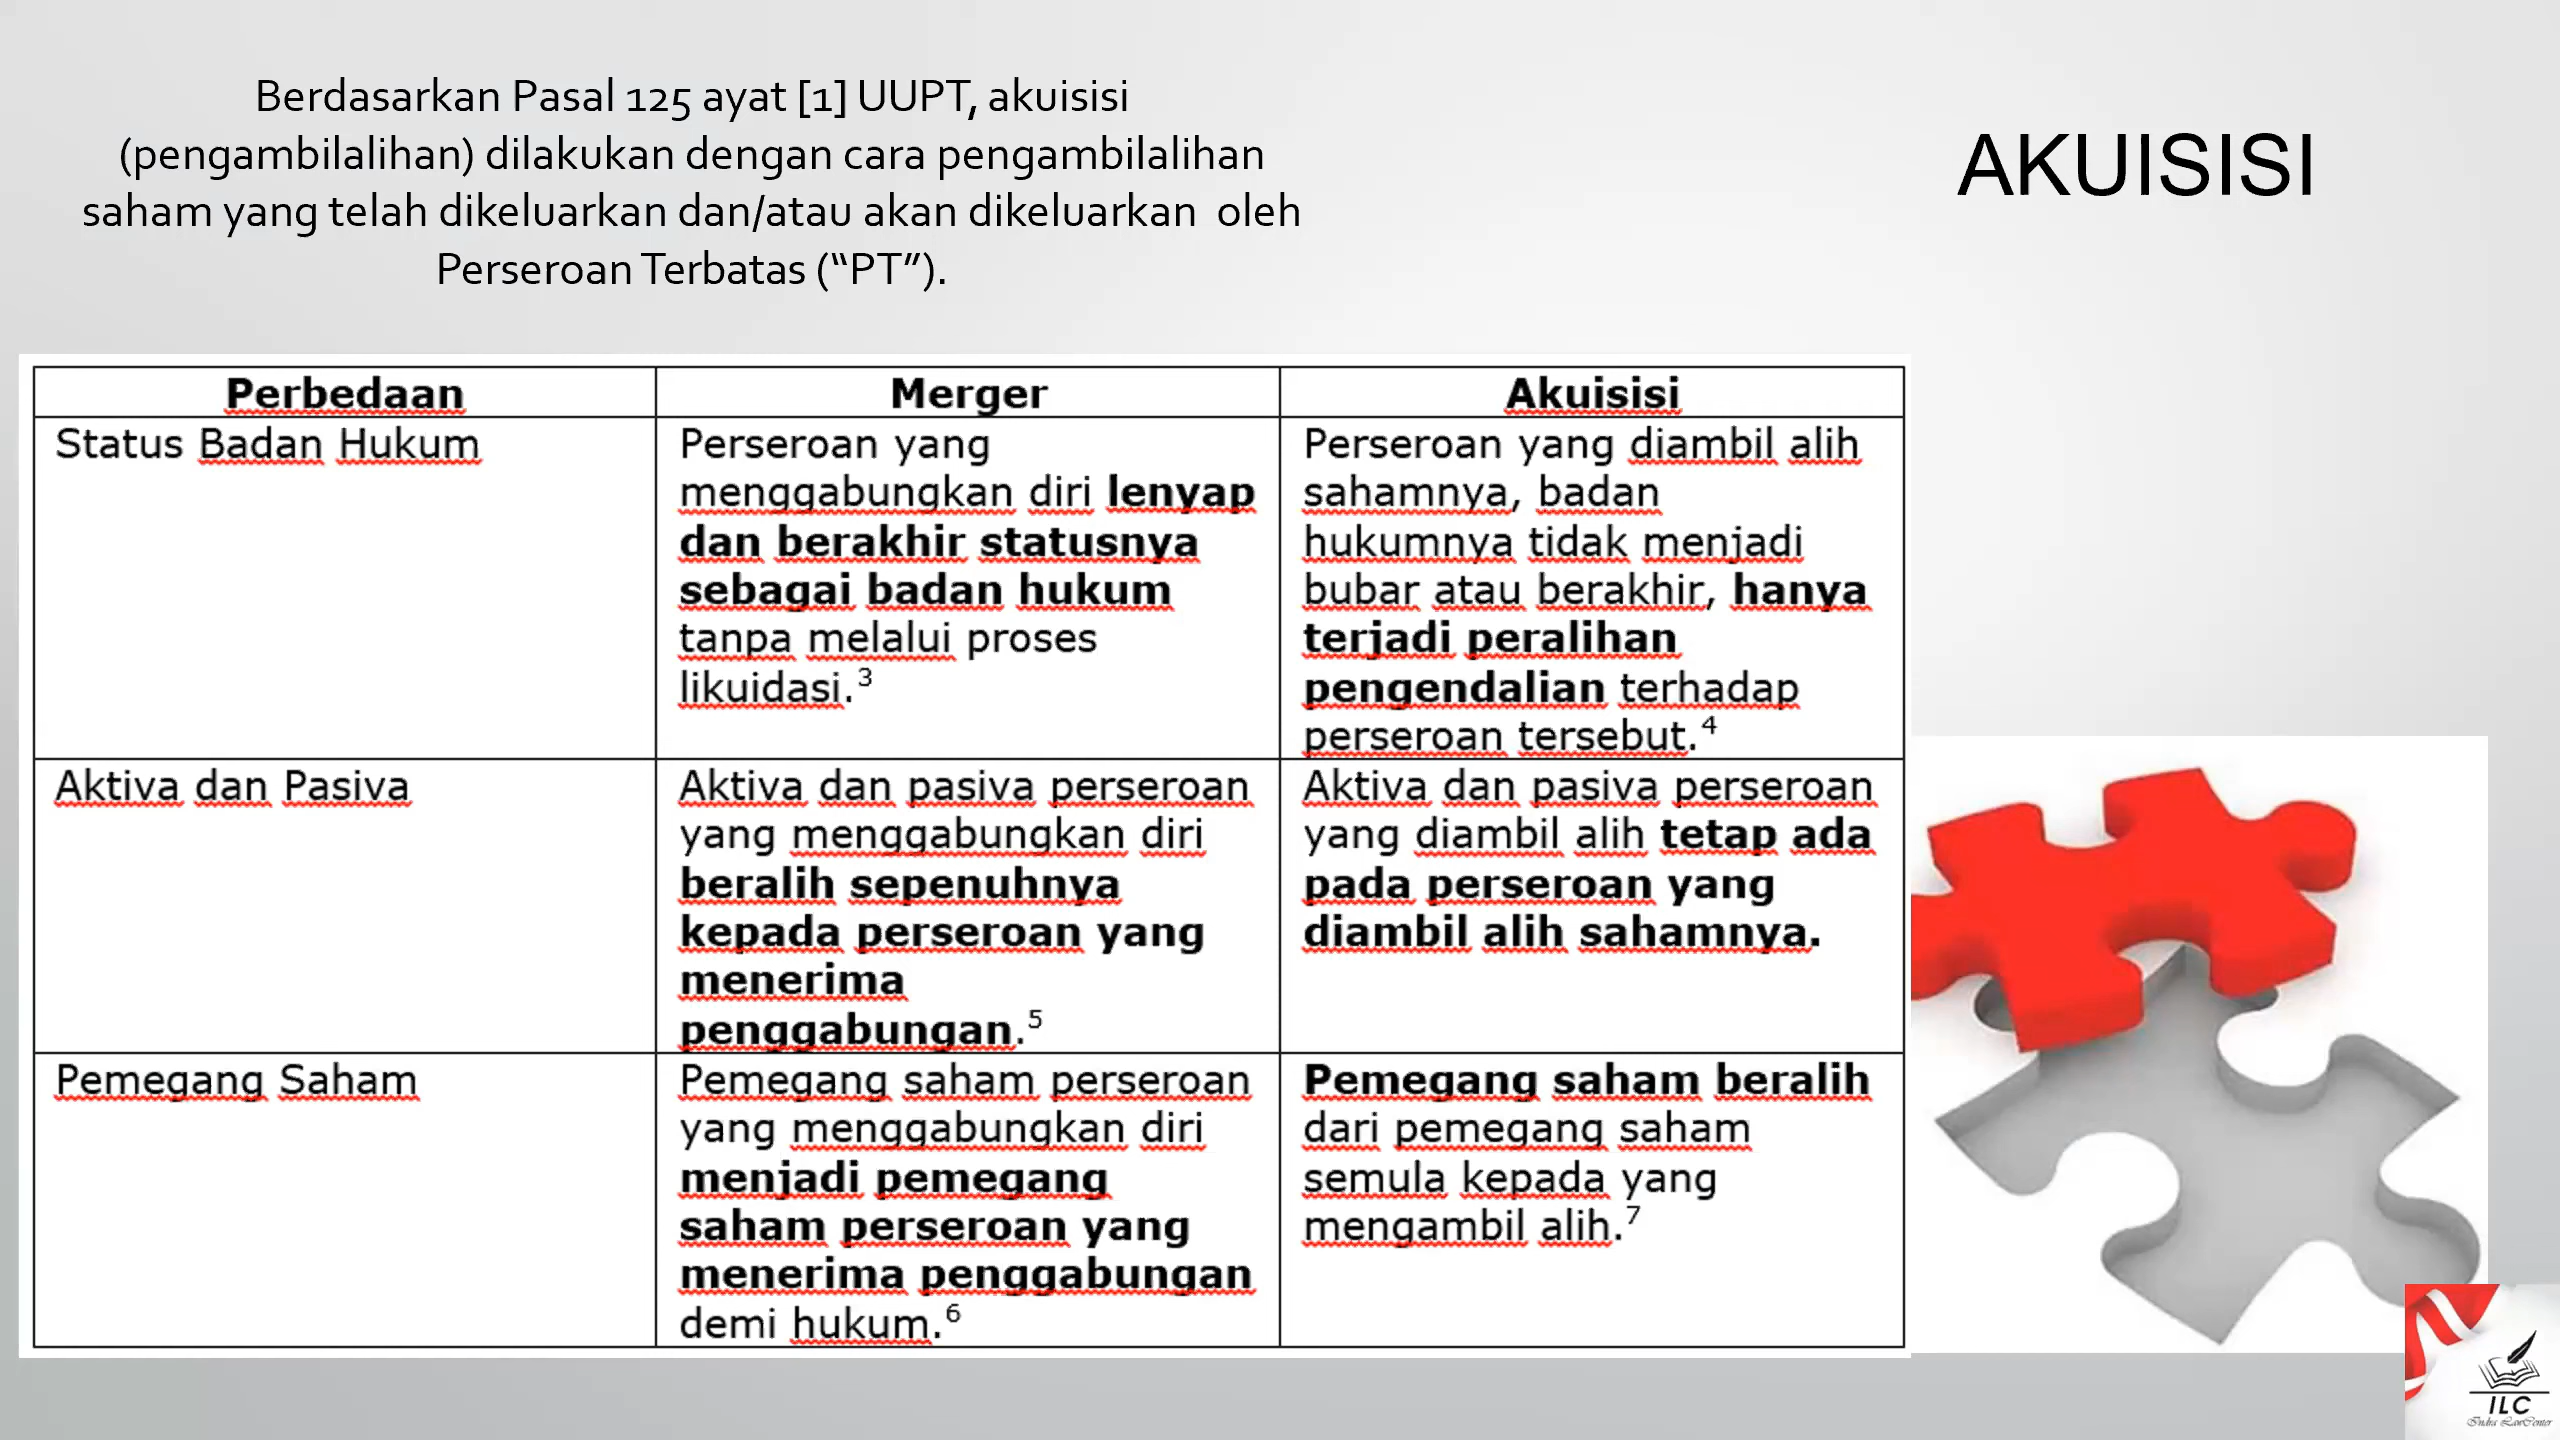 Berdasarkan Pasal 125 ayat [1] UUPT, akuisisi
(pengambilalihan) dilakukan dengan cara pengambilalihan
saham yang telah dikeluarkan dan/atau akan dikeluarkan  oleh
Perseroan Terbatas (“PT”).
AKUISISI
Perbedaan
Merger
Akuisisi
Status Badan Hukum
Perseroan yang
menggabungkan diri lenyap
dan berakhir statusnya
sebagai badan hukum
tanpa melalui proses
likuidasi.³
Perseroan yang diambil alih
sahamnya, badan
hukumnya tidak menjadi
bubar atau berakhir, hanya
terjadi peralihan
pengendalian terhadap
perseroan tersebut.⁴
Aktiva dan Pasiva
Aktiva dan pasiva perseroan
yang menggabungkan diri
beralih sepenuhnya
kepada perseroan yang
menerima
penggabungan.⁵
Aktiva dan pasiva perseroan
yang diambil alih tetap ada
pada perseroan yang
diambil alih sahamnya.
Pemegang Saham
Pemegang saham perseroan
yang menggabungkan diri
menjadi pemegang
saham perseroan yang
menerima penggabungan
demi hukum.⁶
Pemegang saham beralih
dari pemegang saham
semula kepada yang
mengambil alih.⁷
ILC
Indra LawCenter